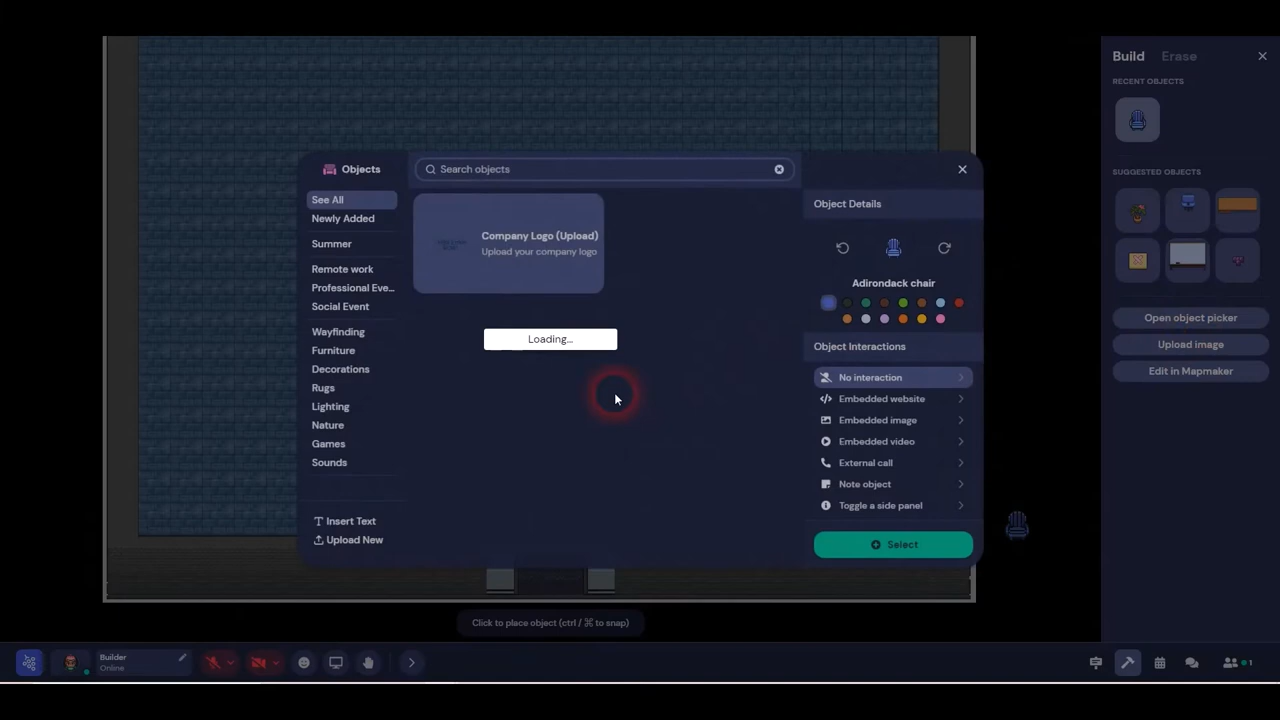 Build
Erase
RECENT OBJECTS
SUGGESTED OBJECTS
Open object picker
Upload image
Edit in Mapmaker
Objects
Search objects
See All
Newly Added
Summer
Remote work
Professional Eve...
Social Event
Wayfinding
Furniture
Decorations
Rugs
Lighting
Nature
Games
Sounds
Insert Text
Upload New
Company Logo (Upload)
Upload your company logo
Loading...
Object Details
Adirondack chair
Object Interactions
No interaction
Embedded website
Embedded image
Embedded video
External call
Note object
Toggle a side panel
Select
Click to place object (ctrl / ⌘ to snap)
Builder
Online
1